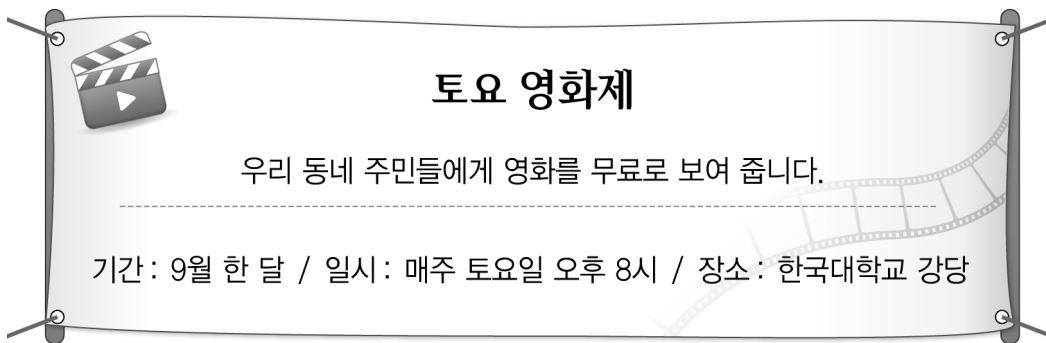 토요 영화제
우리 동네 주민들에게 영화를 무료로 보여 줍니다.
기간 : 9월 한 달 / 일시 : 매주 토요일 오후 8시 / 장소 : 한국대학교 강당